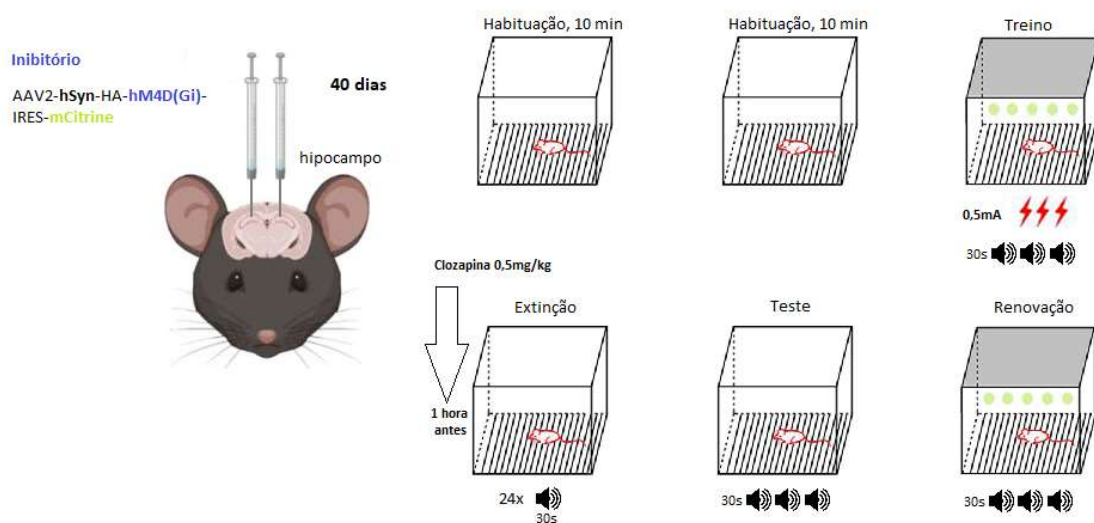 Inibitório
AAV2-hSyn-HA-hM4D(Gi)-
IRES-mCitrine
40 dias
hipocampo
Habituação, 10 min
Habituação, 10 min
Treino
0,5mA
30s
Clozapina 0,5mg/kg
1 hora
antes
Extinção
24x
30s
Teste
30s
Renovação
30s